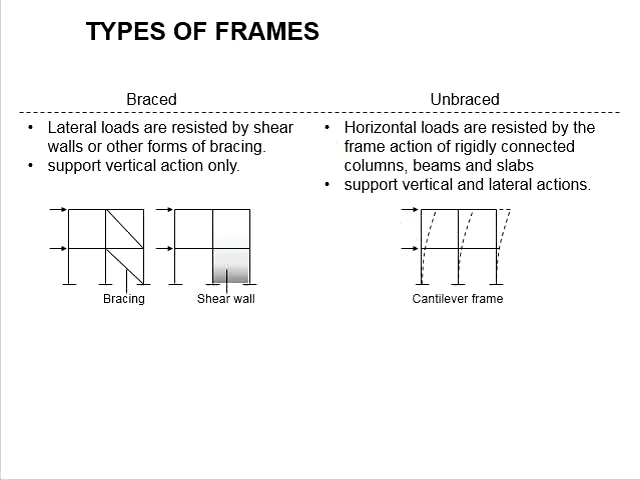 TYPES OF FRAMES
Braced
• Lateral loads are resisted by shear
walls or other forms of bracing.
• support vertical action only.
Bracing
Shear wall
Unbraced
• Horizontal loads are resisted by the
frame action of rigidly connected
columns, beams and slabs
• support vertical and lateral actions.
Cantilever frame